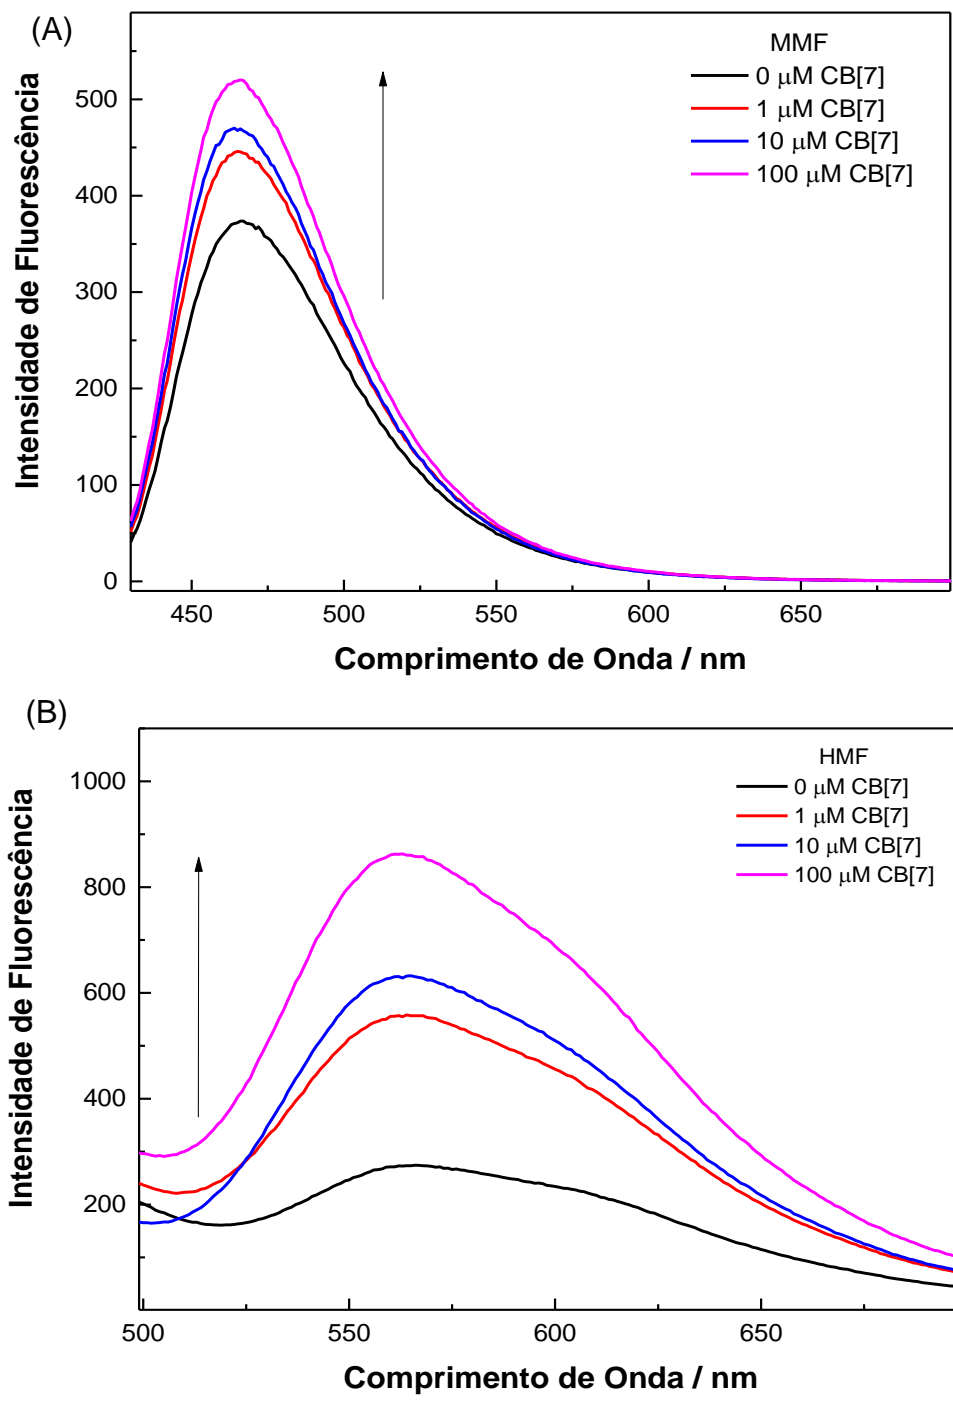 (A)
MMF
0 μM CB[7]
1 μM CB[7]
10 μM CB[7]
100 μM CB[7]
Intensidade de Fluorescência
500
400
300
200
100
0
450 500 550 600 650
Comprimento de Onda / nm
(B)
HMF
0 μM CB[7]
1 μM CB[7]
10 μM CB[7]
100 μM CB[7]
Intensidade de Fluorescência
1000
800
600
400
200
500 550 600 650
Comprimento de Onda / nm